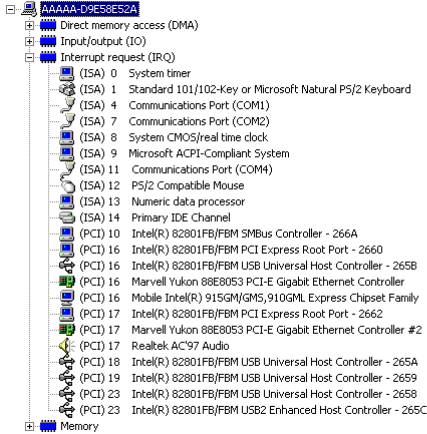 AAAAA-D9E58E52A
Direct memory access (DMA)
Input/output (IO)
Interrupt request (IRQ)
(ISA) 0 System timer
(ISA) 1 Standard 101/102-Key or Microsoft Natural PS/2 Keyboard
(ISA) 4 Communications Port (COM1)
(ISA) 7 Communications Port (COM2)
(ISA) 8 System CMOS/real time clock
(ISA) 9 Microsoft ACPI-Compliant System
(ISA) 11 Communications Port (COM4)
(ISA) 12 PS/2 Compatible Mouse
(ISA) 13 Numeric data processor
(ISA) 14 Primary IDE Channel
(PCI) 10 Intel(R) 82801FB/FBM SMBus Controller - 266A
(PCI) 16 Intel(R) 82801FB/FBM PCI Express Root Port - 2660
(PCI) 16 Intel(R) 82801FB/FBM USB Universal Host Controller - 265B
(PCI) 16 Marvell Yukon 88E8053 PCI-E Gigabit Ethernet Controller
(PCI) 16 Mobile Intel(R) 915GM/GMS,910GML Express Chipset Family
(PCI) 17 Intel(R) 82801FB/FBM PCI Express Root Port - 2662
(PCI) 17 Marvell Yukon 88E8053 PCI-E Gigabit Ethernet Controller #2
(PCI) 17 Realtek AC'97 Audio
(PCI) 18 Intel(R) 82801FB/FBM USB Universal Host Controller - 265A
(PCI) 19 Intel(R) 82801FB/FBM USB Universal Host Controller - 2659
(PCI) 23 Intel(R) 82801FB/FBM USB Universal Host Controller - 2658
(PCI) 23 Intel(R) 82801FB/FBM USB2 Enhanced Host Controller - 265C
Memory